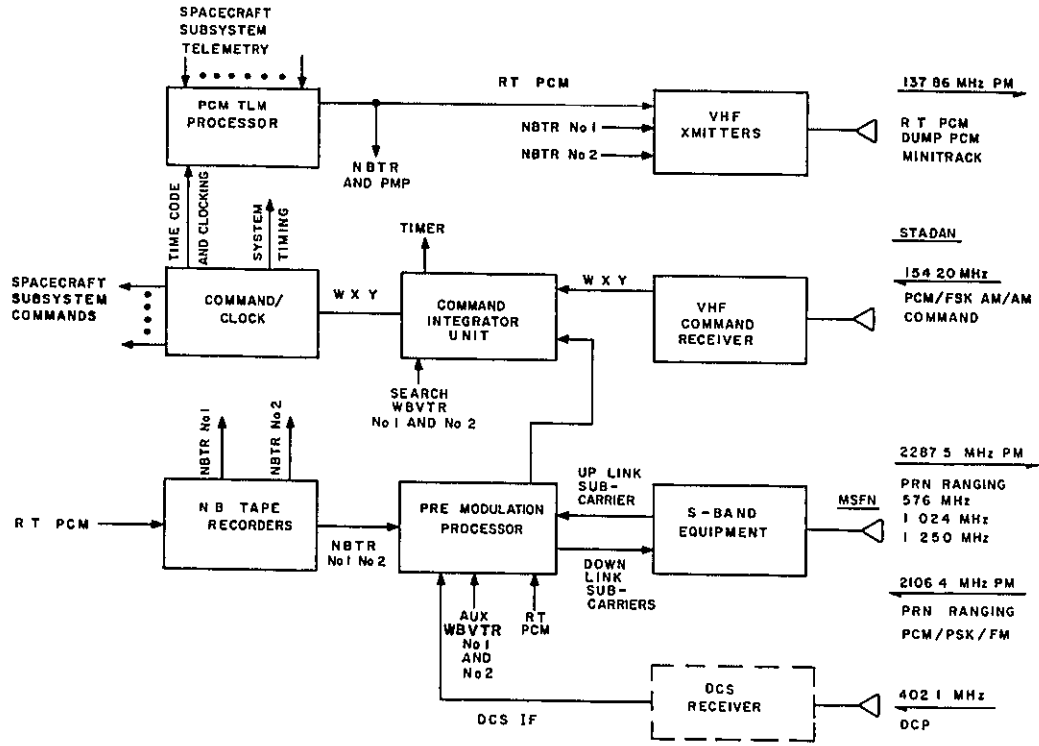 SPACECRAFT
SUBSYSTEM
TELEMETRY
PCM TLM
PROCESSOR
RT PCM
NBTR
AND PMP
NBTR No 1
NBTR No 2
VHF
XMITTERS
137 86 MHz PM
RT PCM
DUMP PCM
MINITRACK
TIME CODE
AND CLOCKING
SYSTEM
TIMING
SPACECRAFT
SUBSYSTEM
COMMANDS
COMMAND/
CLOCK
WXY
TIMER
COMMAND
INTEGRATOR
UNIT
SEARCH
WBVTR
No 1 AND No 2
WXY
VHF
COMMAND
RECEIVER
STADAN
154 20 MHz
PCM/FSK AM/AM
COMMAND
NBTR No 1
NBTR No 2
RT PCM
NB TAPE
RECORDERS
NBTR
No 1 No 2
PRE MODULATION
PROCESSOR
UP LINK
SUB-
CARRIER
DOWN
LINK
SUB-
CARRIERS
AUX
WBVTR
No 1
AND
No 2
RT
PCM
S-BAND
EQUIPMENT
MSFN
2287 5 MHz PM
PRN RANGING
576 MHz
1 024 MHz
1 250 MHz
2106 4 MHz PM
PRN RANGING
PCM/PSK/FM
DCS IF
DCS
RECEIVER
402 1 MHz
DCP